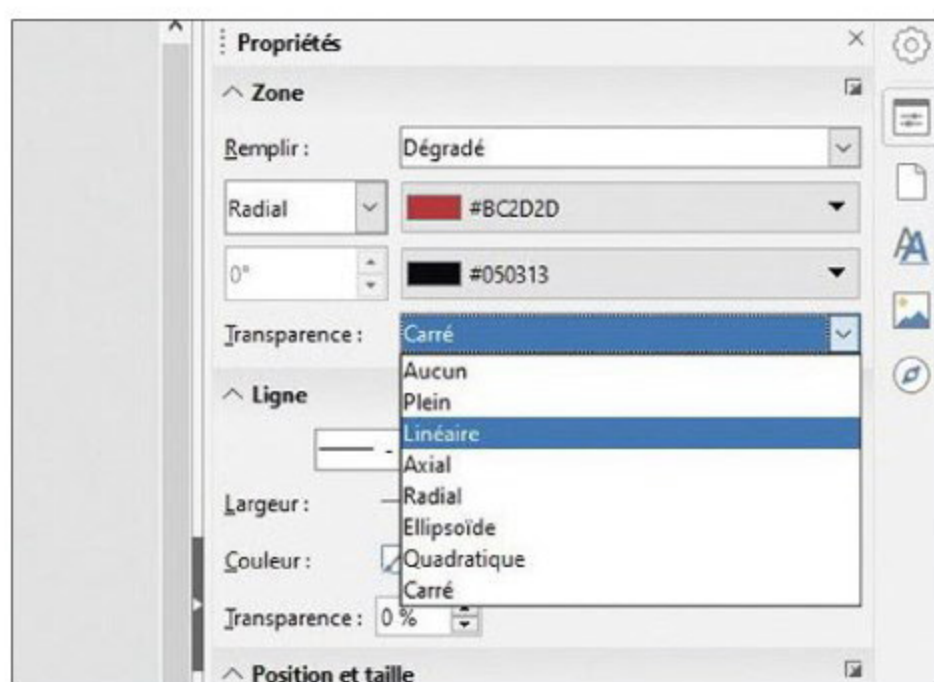 Propriétés
Zone
Remplir :
Dégradé
Radial
#BC2D2D
0°
#050313
Transparence :
Carré
Aucun
Plein
Linéaire
Axial
Radial
Ellipsoïde
Quadratique
Carré
Ligne
Largeur :
Couleur :
Transparence : 0 %
Position et taille